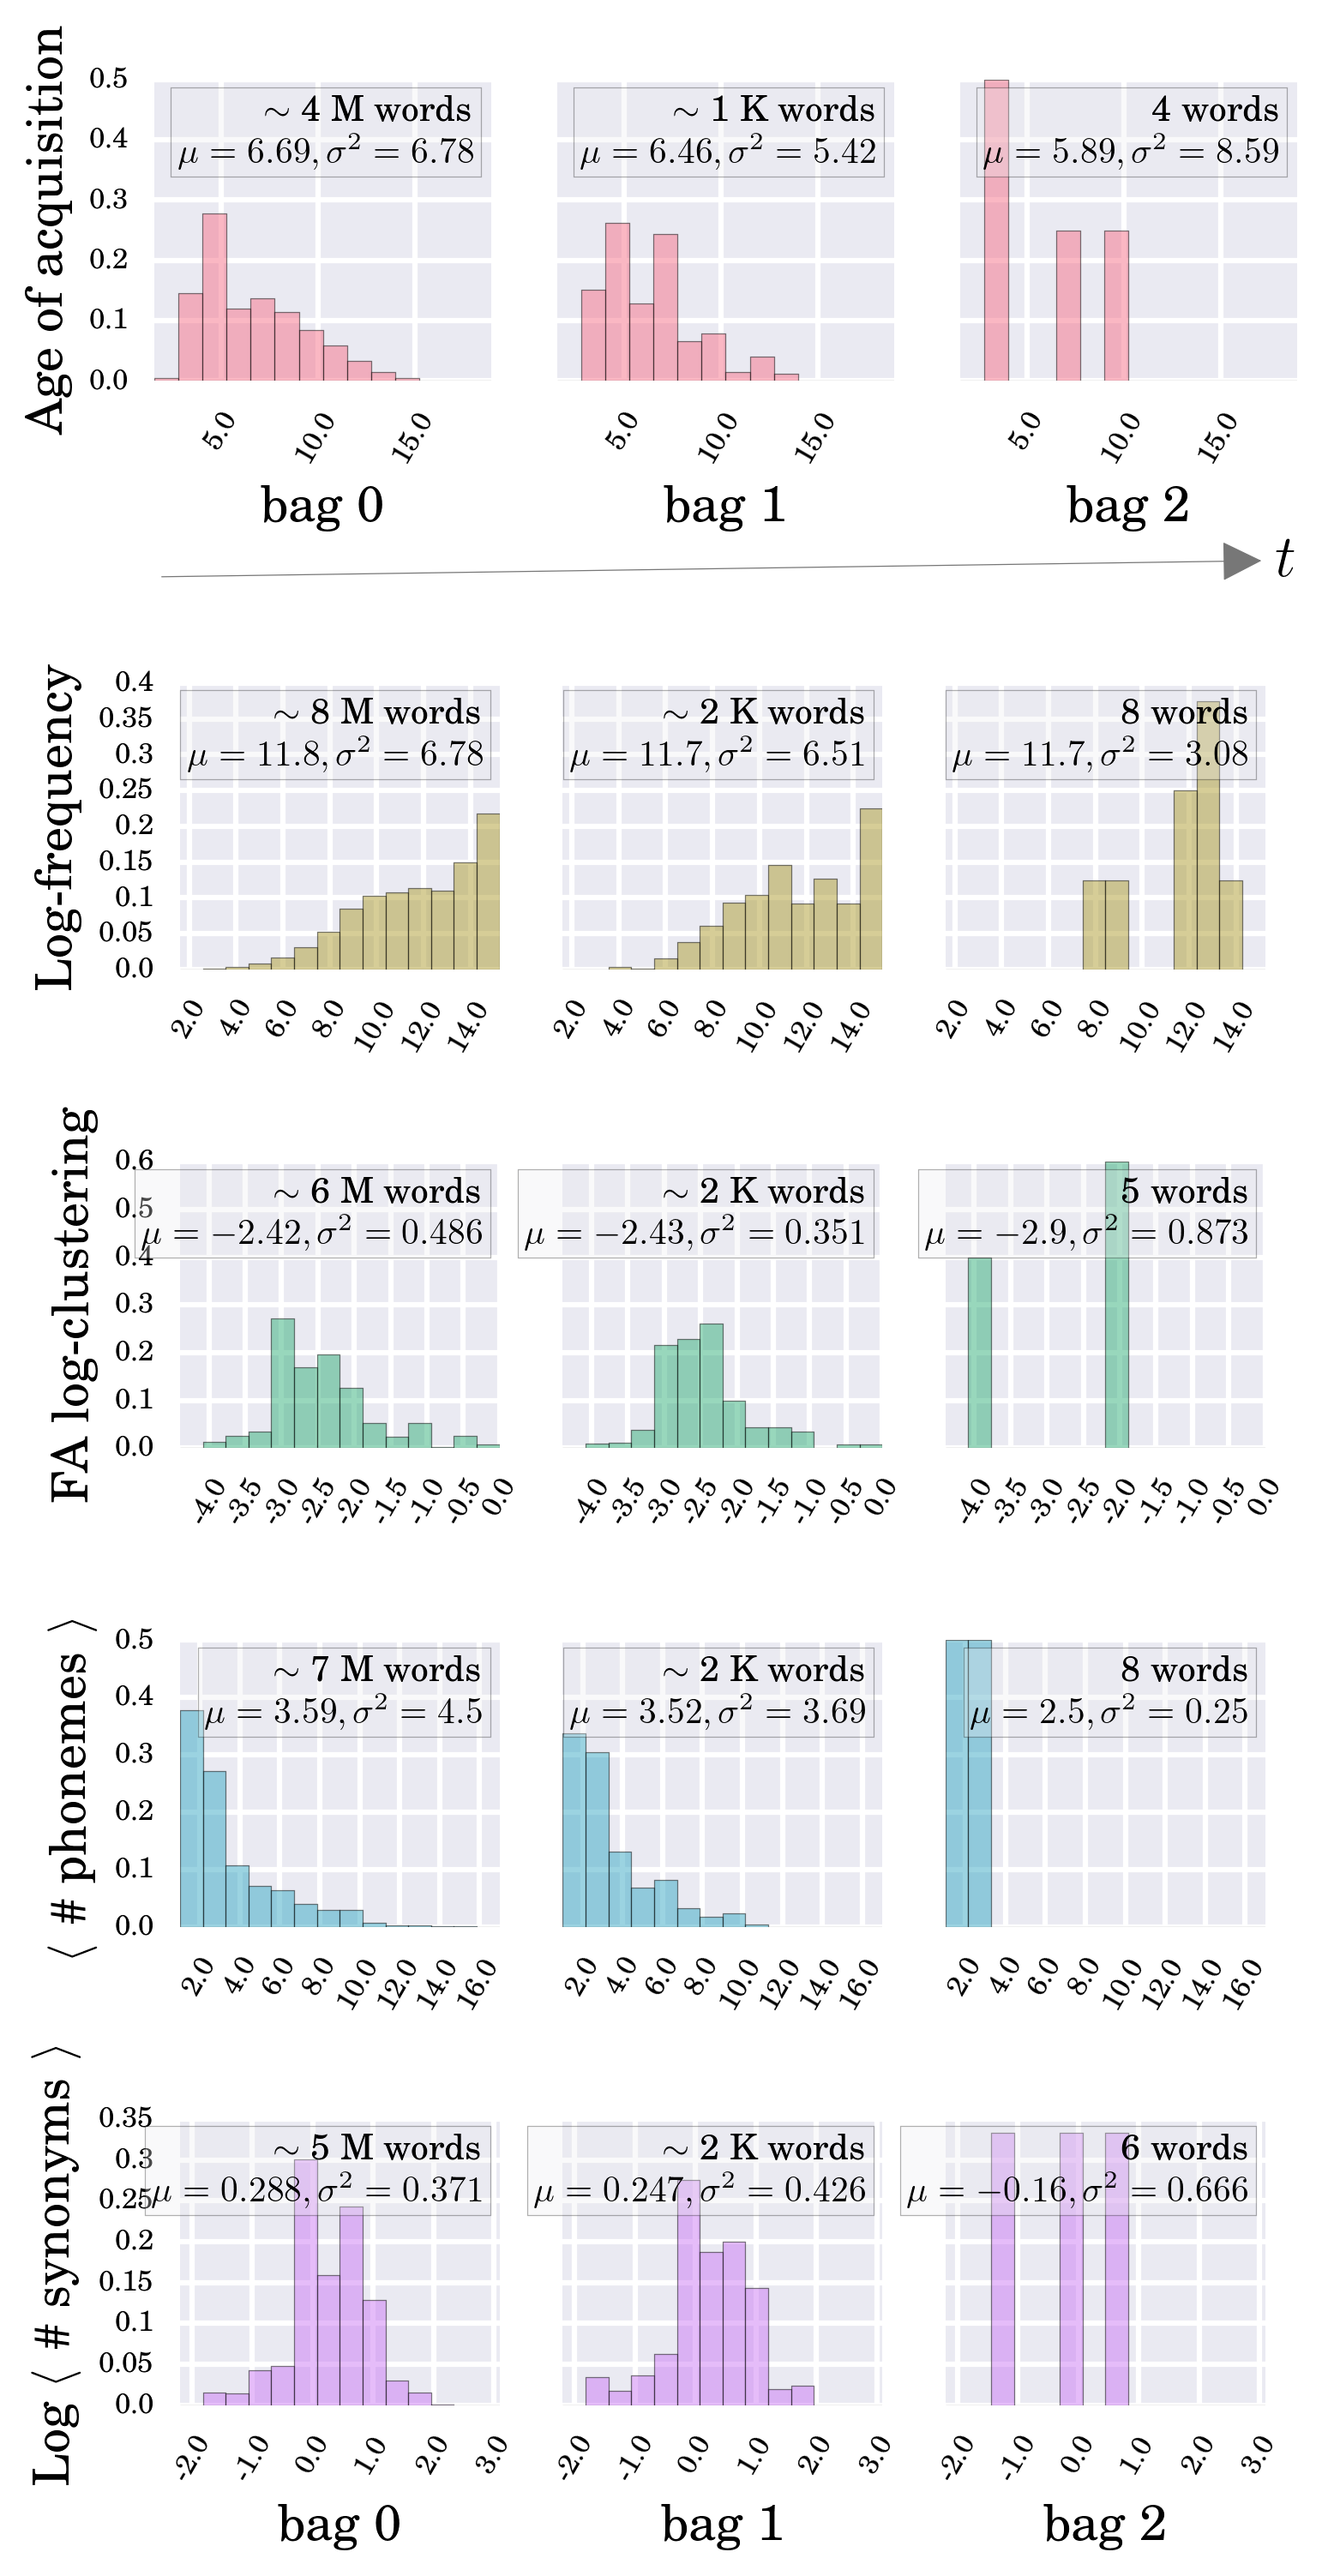 Age of acquisition
0.5
0.4
0.3
0.2
0.1
0.0
∼ 4 M words
μ = 6.69, σ² = 6.78
∼ 1 K words
μ = 6.46, σ² = 5.42
4 words
μ = 5.89, σ² = 8.59
5.0 10.0 15.0
5.0 10.0 15.0
5.0 10.0 15.0
bag 0 bag 1 bag 2
t
Log-frequency
0.4
0.35
0.3
0.25
0.2
0.15
0.1
0.05
0.0
∼ 8 M words
μ = 11.8, σ² = 6.78
∼ 2 K words
μ = 11.7, σ² = 6.51
8 words
μ = 11.7, σ² = 3.08
2.0 4.0 6.0 8.0 10.0 12.0 14.0
2.0 4.0 6.0 8.0 10.0 12.0 14.0
2.0 4.0 6.0 8.0 10.0 12.0 14.0
FA log-clustering
0.6
0.5
0.4
0.3
0.2
0.1
0.0
∼ 6 M words
μ = −2.42, σ² = 0.486
∼ 2 K words
μ = −2.43, σ² = 0.351
5 words
μ = −2.9, σ² = 0.873
-4.0 -3.5 -3.0 -2.5 -2.0 -1.5 -1.0 -0.5 0.0
-4.0 -3.5 -3.0 -2.5 -2.0 -1.5 -1.0 -0.5 0.0
-4.0 -3.5 -3.0 -2.5 -2.0 -1.5 -1.0 -0.5 0.0
⟨ # phonemes ⟩
0.5
0.4
0.3
0.2
0.1
0.0
∼ 7 M words
μ = 3.59, σ² = 4.5
∼ 2 K words
μ = 3.52, σ² = 3.69
8 words
μ = 2.5, σ² = 0.25
2.0 4.0 6.0 8.0 10.0 12.0 14.0 16.0
2.0 4.0 6.0 8.0 10.0 12.0 14.0 16.0
2.0 4.0 6.0 8.0 10.0 12.0 14.0 16.0
Log ⟨ # synonyms ⟩
0.35
0.3
0.25
0.2
0.15
0.1
0.05
0.0
∼ 5 M words
μ = 0.288, σ² = 0.371
∼ 2 K words
μ = 0.247, σ² = 0.426
6 words
μ = −0.16, σ² = 0.666
-2.0 -1.0 0.0 1.0 2.0 3.0
-2.0 -1.0 0.0 1.0 2.0 3.0
-2.0 -1.0 0.0 1.0 2.0 3.0
bag 0 bag 1 bag 2